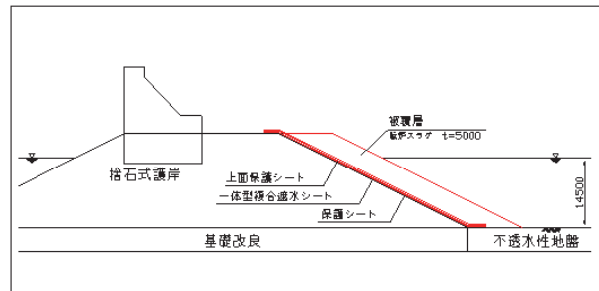 被覆層
転炉スラグ t=5000
捨石式護岸
上面保護シート
一体型複合遮水シート
保護シート
14500
基礎改良
不透水性地盤